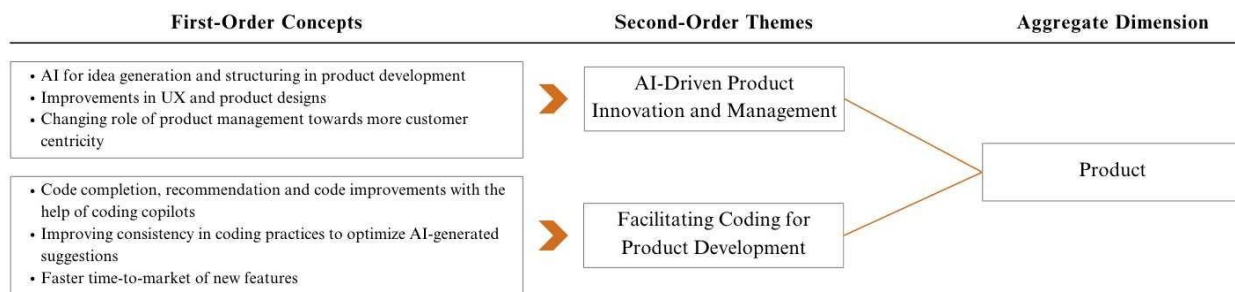 First-Order Concepts
Second-Order Themes
Aggregate Dimension
• AI for idea generation and structuring in product development
• Improvements in UX and product designs
• Changing role of product management towards more customer
centricity
AI-Driven Product
Innovation and Management
• Code completion, recommendation and code improvements with the
help of coding copilots
• Improving consistency in coding practices to optimize AI-generated
suggestions
• Faster time-to-market of new features
Facilitating Coding for
Product Development
Product